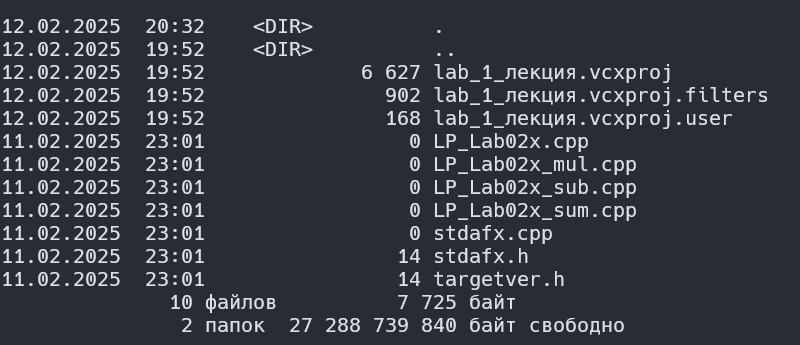 12.02.2025  20:32    <DIR>          .
12.02.2025  19:52    <DIR>          ..
12.02.2025  19:52             6 627 lab_1_лекция.vcxproj
12.02.2025  19:52               902 lab_1_лекция.vcxproj.filters
12.02.2025  19:52               168 lab_1_лекция.vcxproj.user
11.02.2025  23:01                 0 LP_Lab02x.cpp
11.02.2025  23:01                 0 LP_Lab02x_mul.cpp
11.02.2025  23:01                 0 LP_Lab02x_sub.cpp
11.02.2025  23:01                 0 LP_Lab02x_sum.cpp
11.02.2025  23:01                 0 stdafx.cpp
11.02.2025  23:01                14 stdafx.h
11.02.2025  23:01                14 targetver.h
              10 файлов          7 725 байт
               2 папок  27 288 739 840 байт свободно